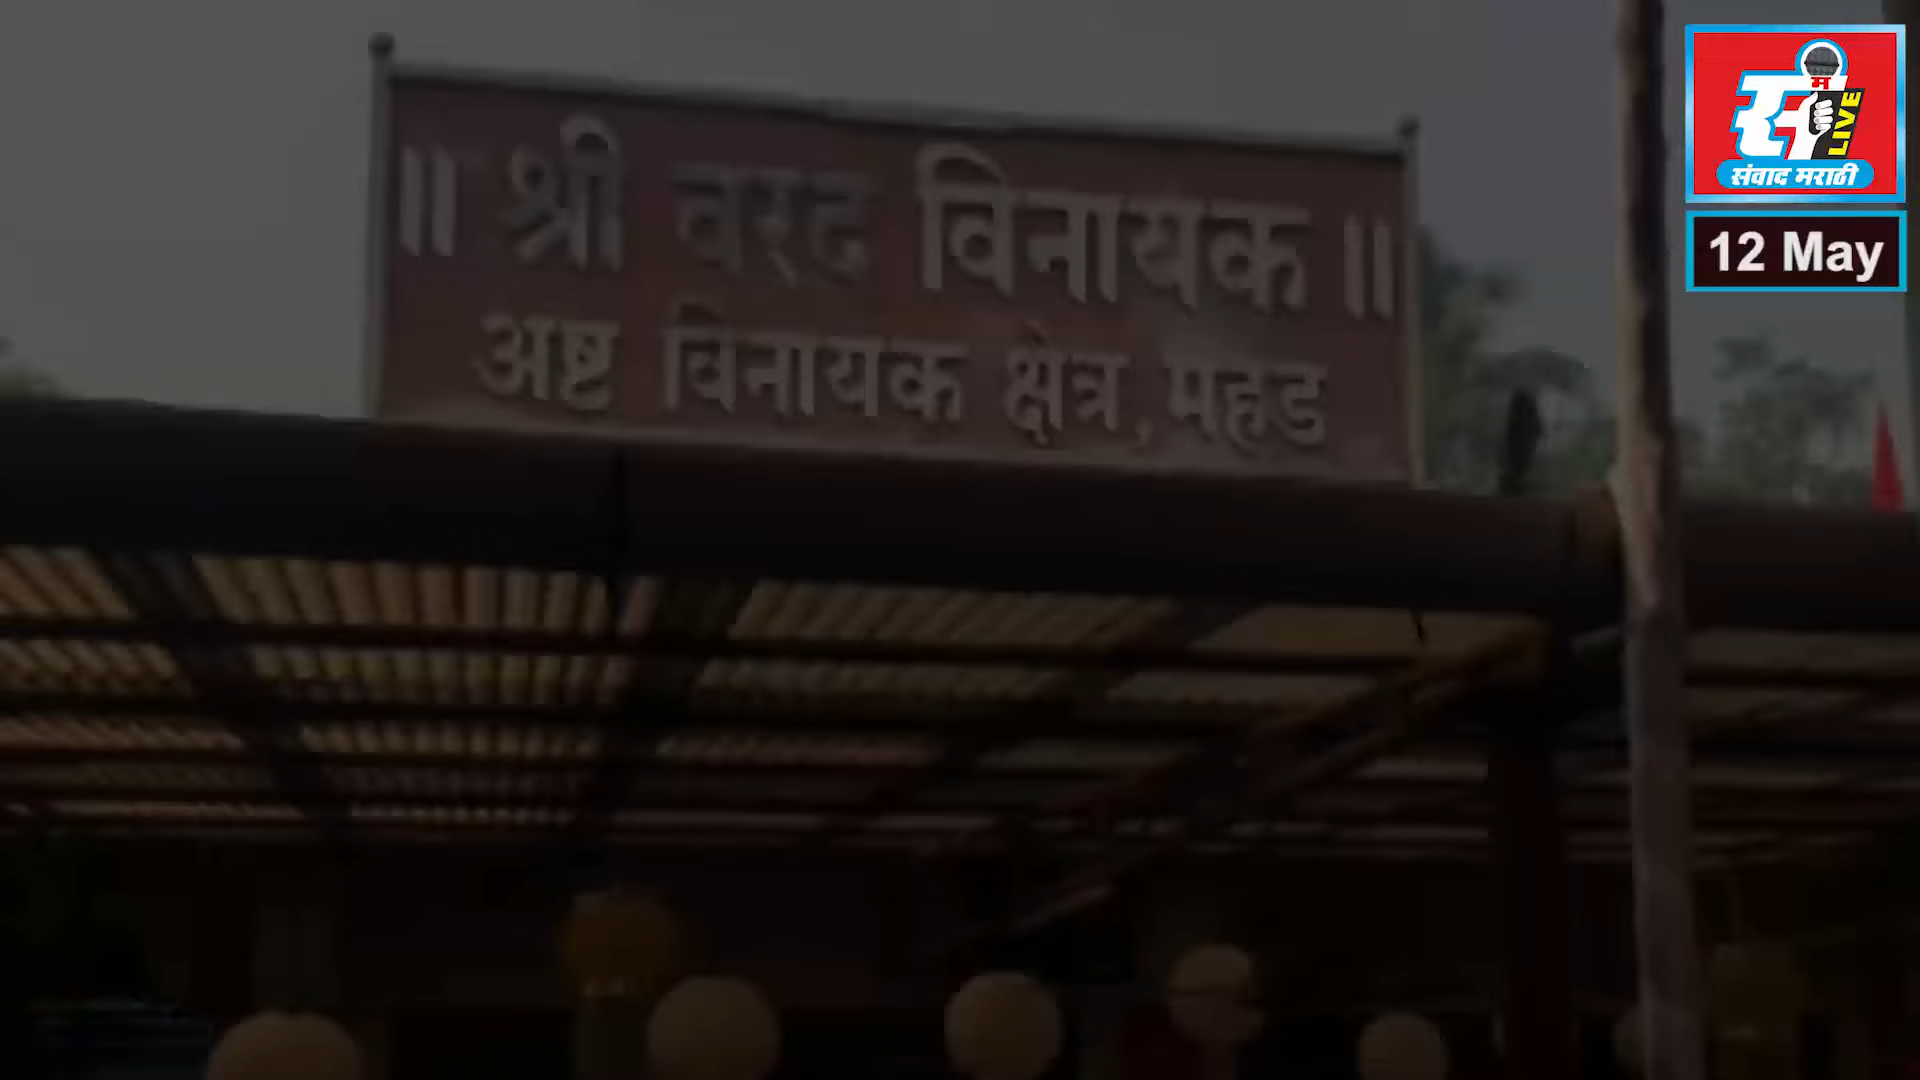 ॥ श्री वरद विनायक ॥
अष्ट विनायक क्षेत्र, महड
स
म
LIVE
संवाद मराठी
12 May